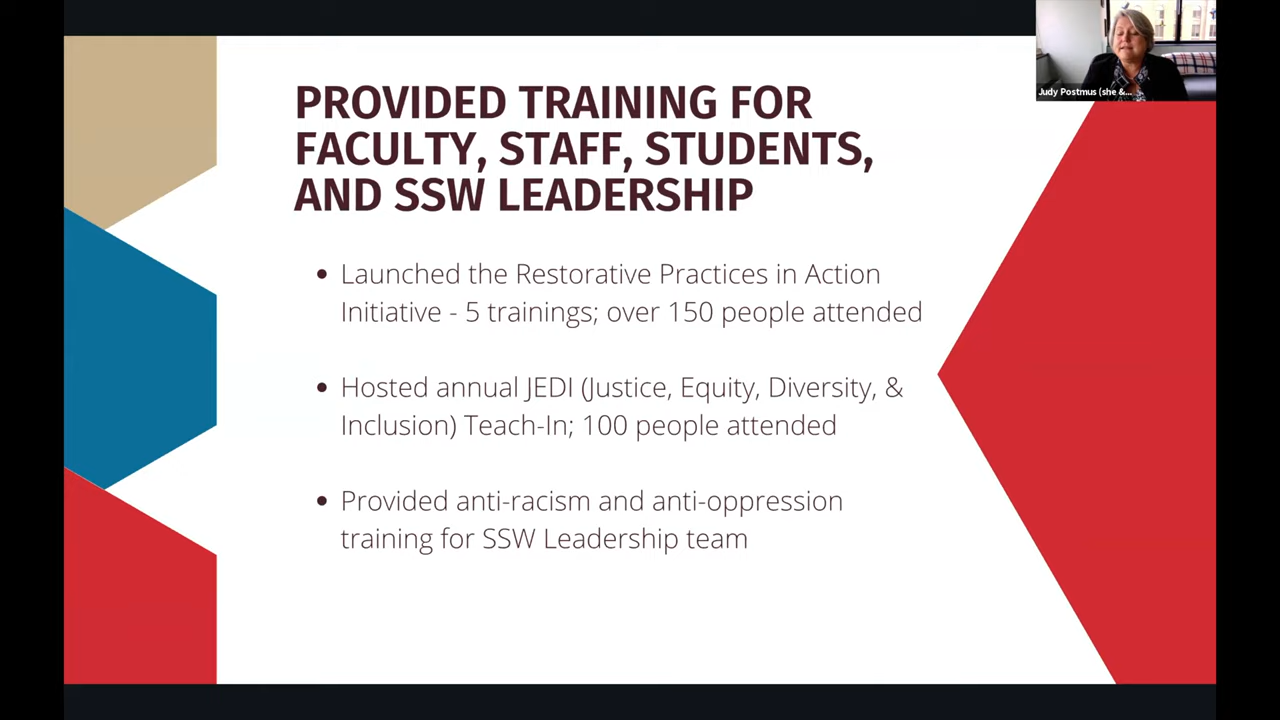 PROVIDED TRAINING FOR
FACULTY, STAFF, STUDENTS,
AND SSW LEADERSHIP
• Launched the Restorative Practices in Action
Initiative - 5 trainings; over 150 people attended
• Hosted annual JEDI (Justice, Equity, Diversity, &
Inclusion) Teach-In; 100 people attended
• Provided anti-racism and anti-oppression
training for SSW Leadership team
Judy Postmus (she &...